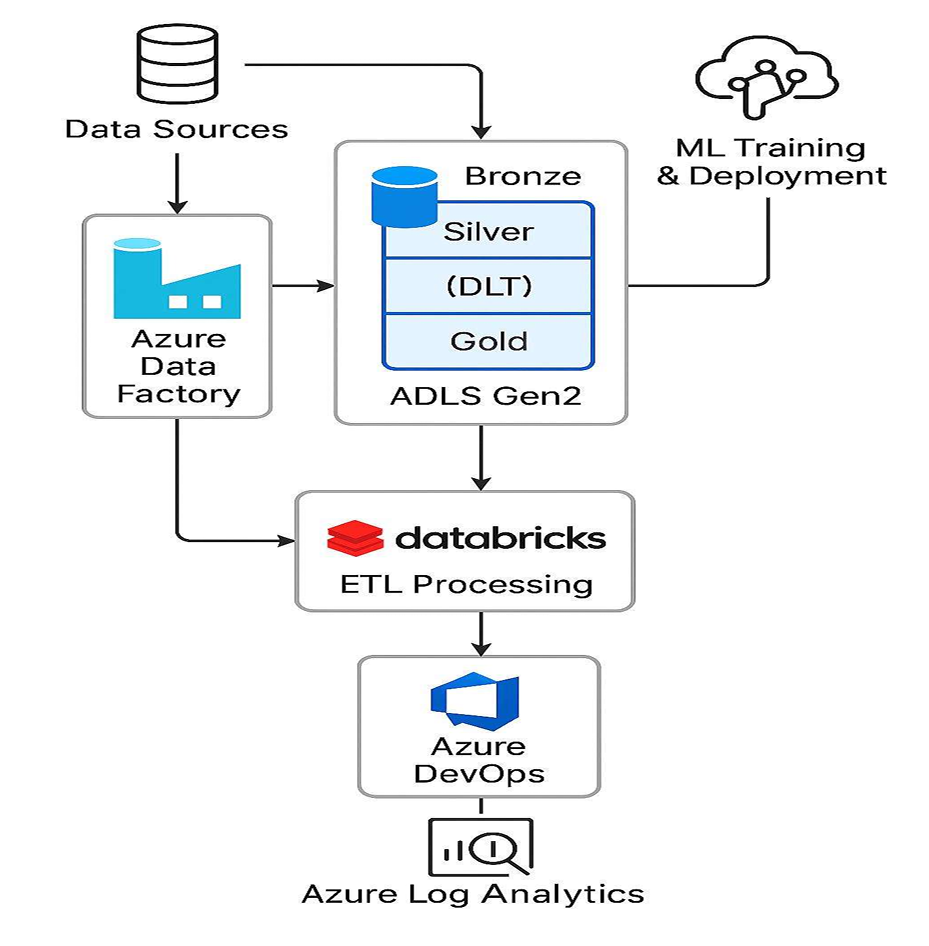 Data Sources
ML Training
& Deployment
Bronze
Silver
(DLT)
Gold
ADLS Gen2
Azure
Data
Factory
databricks
ETL Processing
Azure
DevOps
Azure Log Analytics